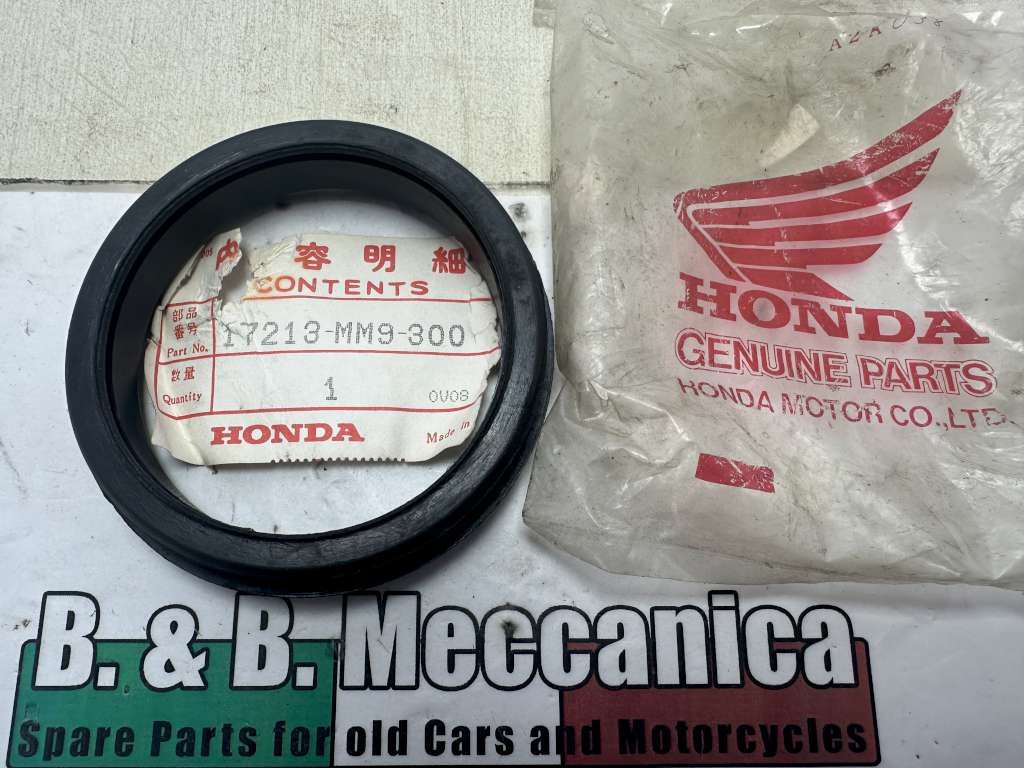 容明細
CONTENTS
部品
番号
Part No.
17213-MM9-300
数量
Quantity
1
0V08
HONDA
Made in
HONDA
GENUINE PARTS
HONDA MOTOR CO.,LTD.
B. & B. Meccanica
Spare Parts for old Cars and Motorcycles